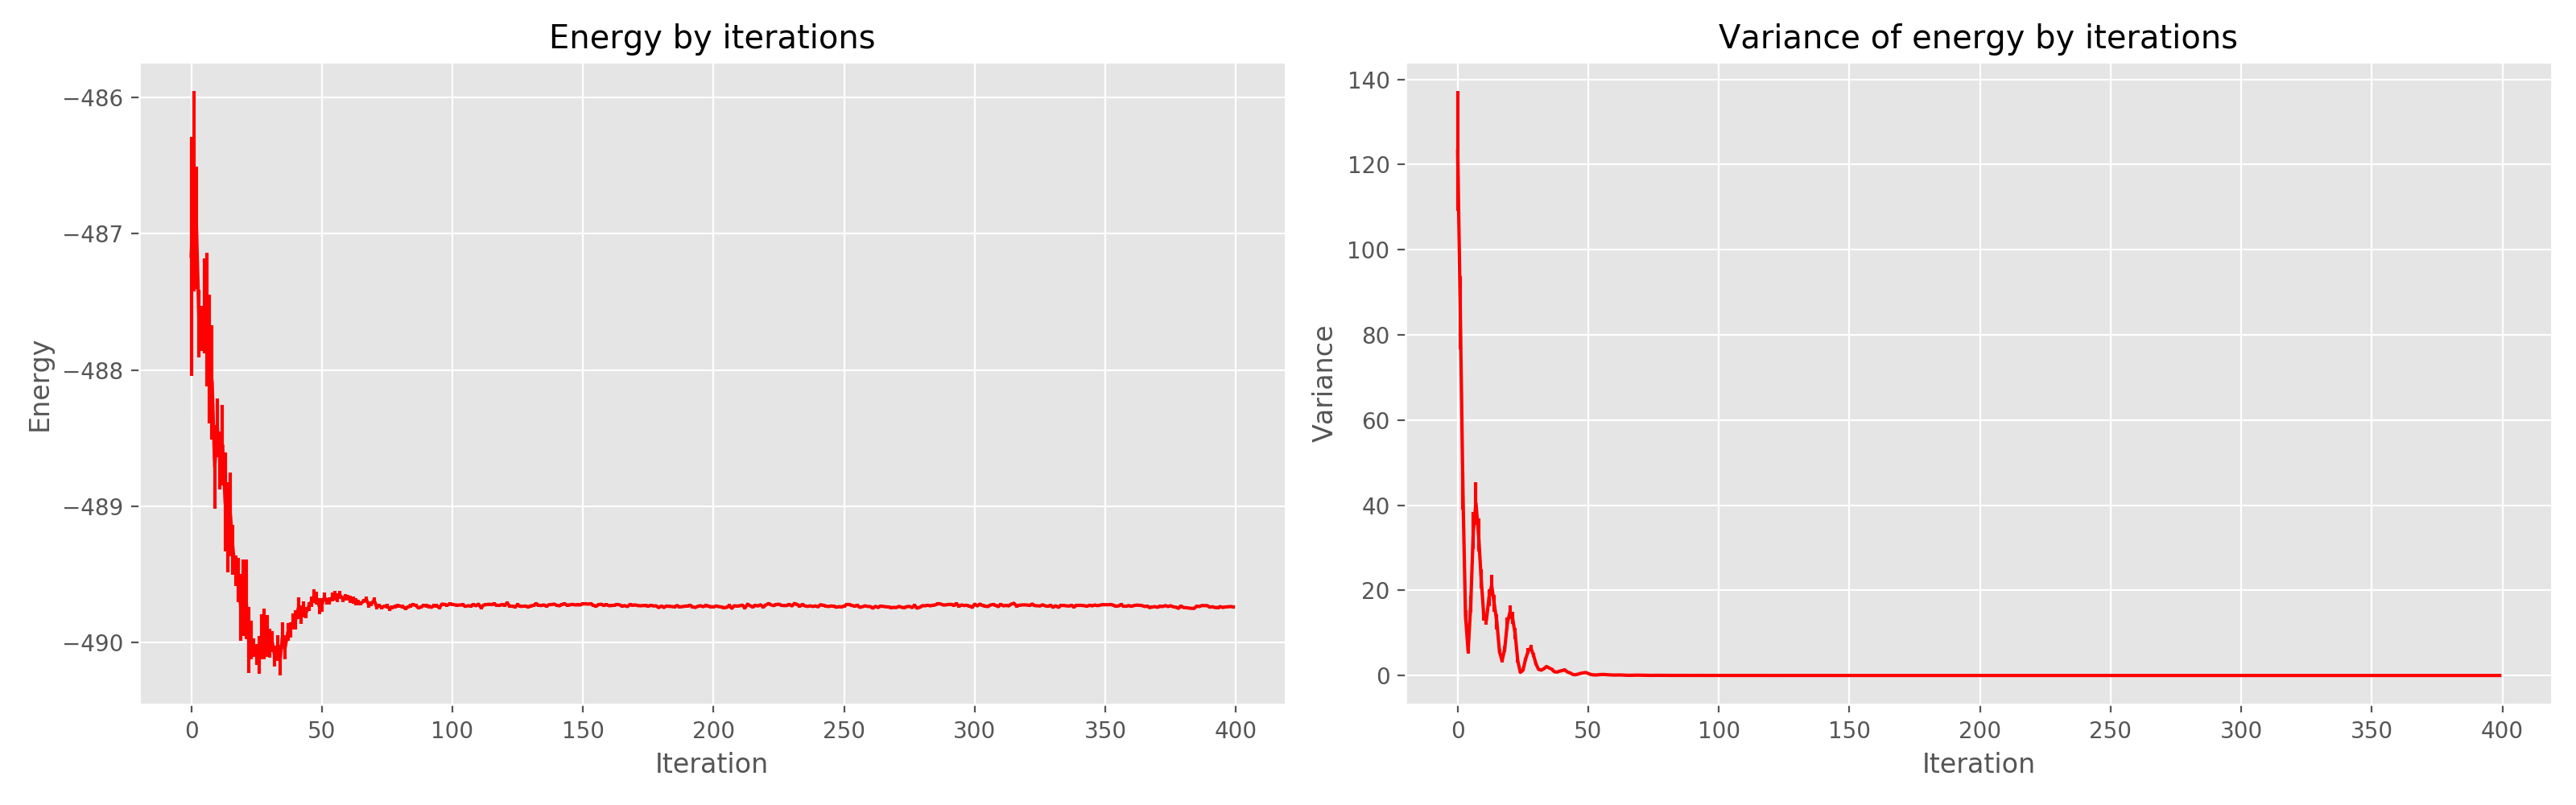 Energy by iterations
−486
−487
−488
−489
−490
Energy
0 50 100 150 200 250 300 350 400
Iteration
Variance of energy by iterations
140
120
100
80
60
40
20
0
Variance
0 50 100 150 200 250 300 350 400
Iteration